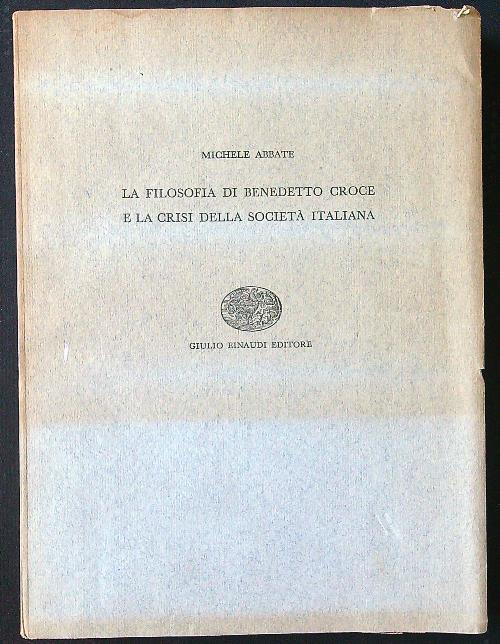 MICHELE ABBATE
LA FILOSOFIA DI BENEDETTO CROCE
E LA CRISI DELLA SOCIETÀ ITALIANA
GIULIO EINAUDI EDITORE